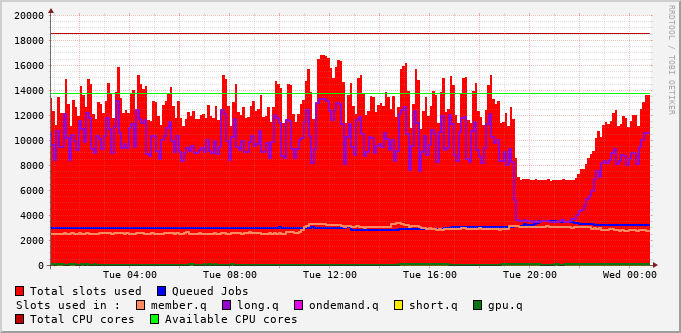 20000
18000
16000
14000
12000
10000
8000
6000
4000
2000
0
Tue 04:00 Tue 08:00 Tue 12:00 Tue 16:00 Tue 20:00 Wed 00:00
Total slots used Queued Jobs
Slots used in : member.q long.q ondemand.q short.q gpu.q
Total CPU cores Available CPU cores
RRDTOOL / TOBI OETIKER